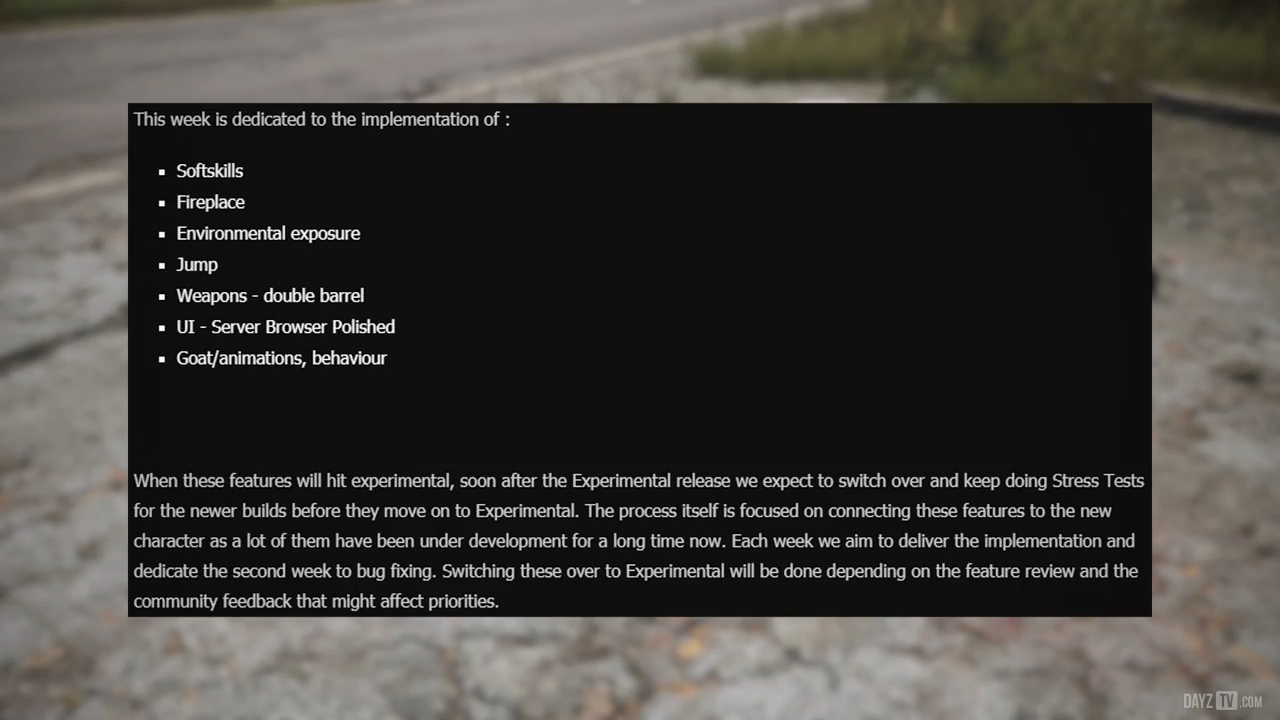 This week is dedicated to the implementation of :
▪ Softskills
▪ Fireplace
▪ Environmental exposure
▪ Jump
▪ Weapons - double barrel
▪ UI - Server Browser Polished
▪ Goat/animations, behaviour
When these features will hit experimental, soon after the Experimental release we expect to switch over and keep doing Stress Tests
for the newer builds before they move on to Experimental. The process itself is focused on connecting these features to the new
character as a lot of them have been under development for a long time now. Each week we aim to deliver the implementation and
dedicate the second week to bug fixing. Switching these over to Experimental will be done depending on the feature review and the
community feedback that might affect priorities.
DAYZ TV .COM